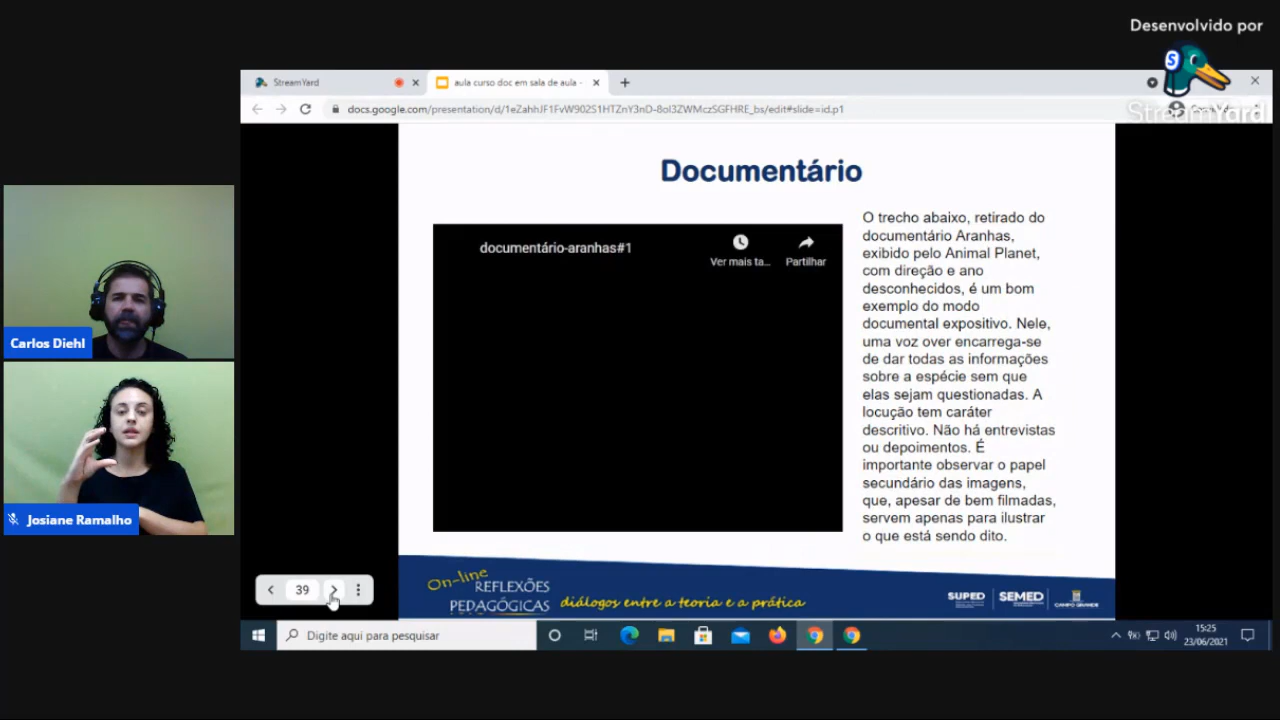 Desenvolvido por
StreamYard
StreamYard
aula curso doc em sala de aula -
docs.google.com/presentation/d/1eZahhJF1FvW902S1HTZnY3nD-8oI3ZWMczSGFHRE_bs/edit#slide=id.p1
Documentário
documentário-aranhas#1
Ver mais ta...
Partilhar
O trecho abaixo, retirado do
documentário Aranhas,
exibido pelo Animal Planet,
com direção e ano
desconhecidos, é um bom
exemplo do modo
documental expositivo. Nele,
uma voz over encarrega-se
de dar todas as informações
sobre a espécie sem que
elas sejam questionadas. A
locução tem caráter
descritivo. Não há entrevistas
ou depoimentos. É
importante observar o papel
secundário das imagens,
que, apesar de bem filmadas,
servem apenas para ilustrar
o que está sendo dito.
Carlos Diehl
Josiane Ramalho
39
On-line
REFLEXÕES
PEDAGÓGICAS
diálogos entre a teoria e a prática
SUPED
SEMED
CAMPO GRANDE
Digite aqui para pesquisar
15:25
23/06/2021